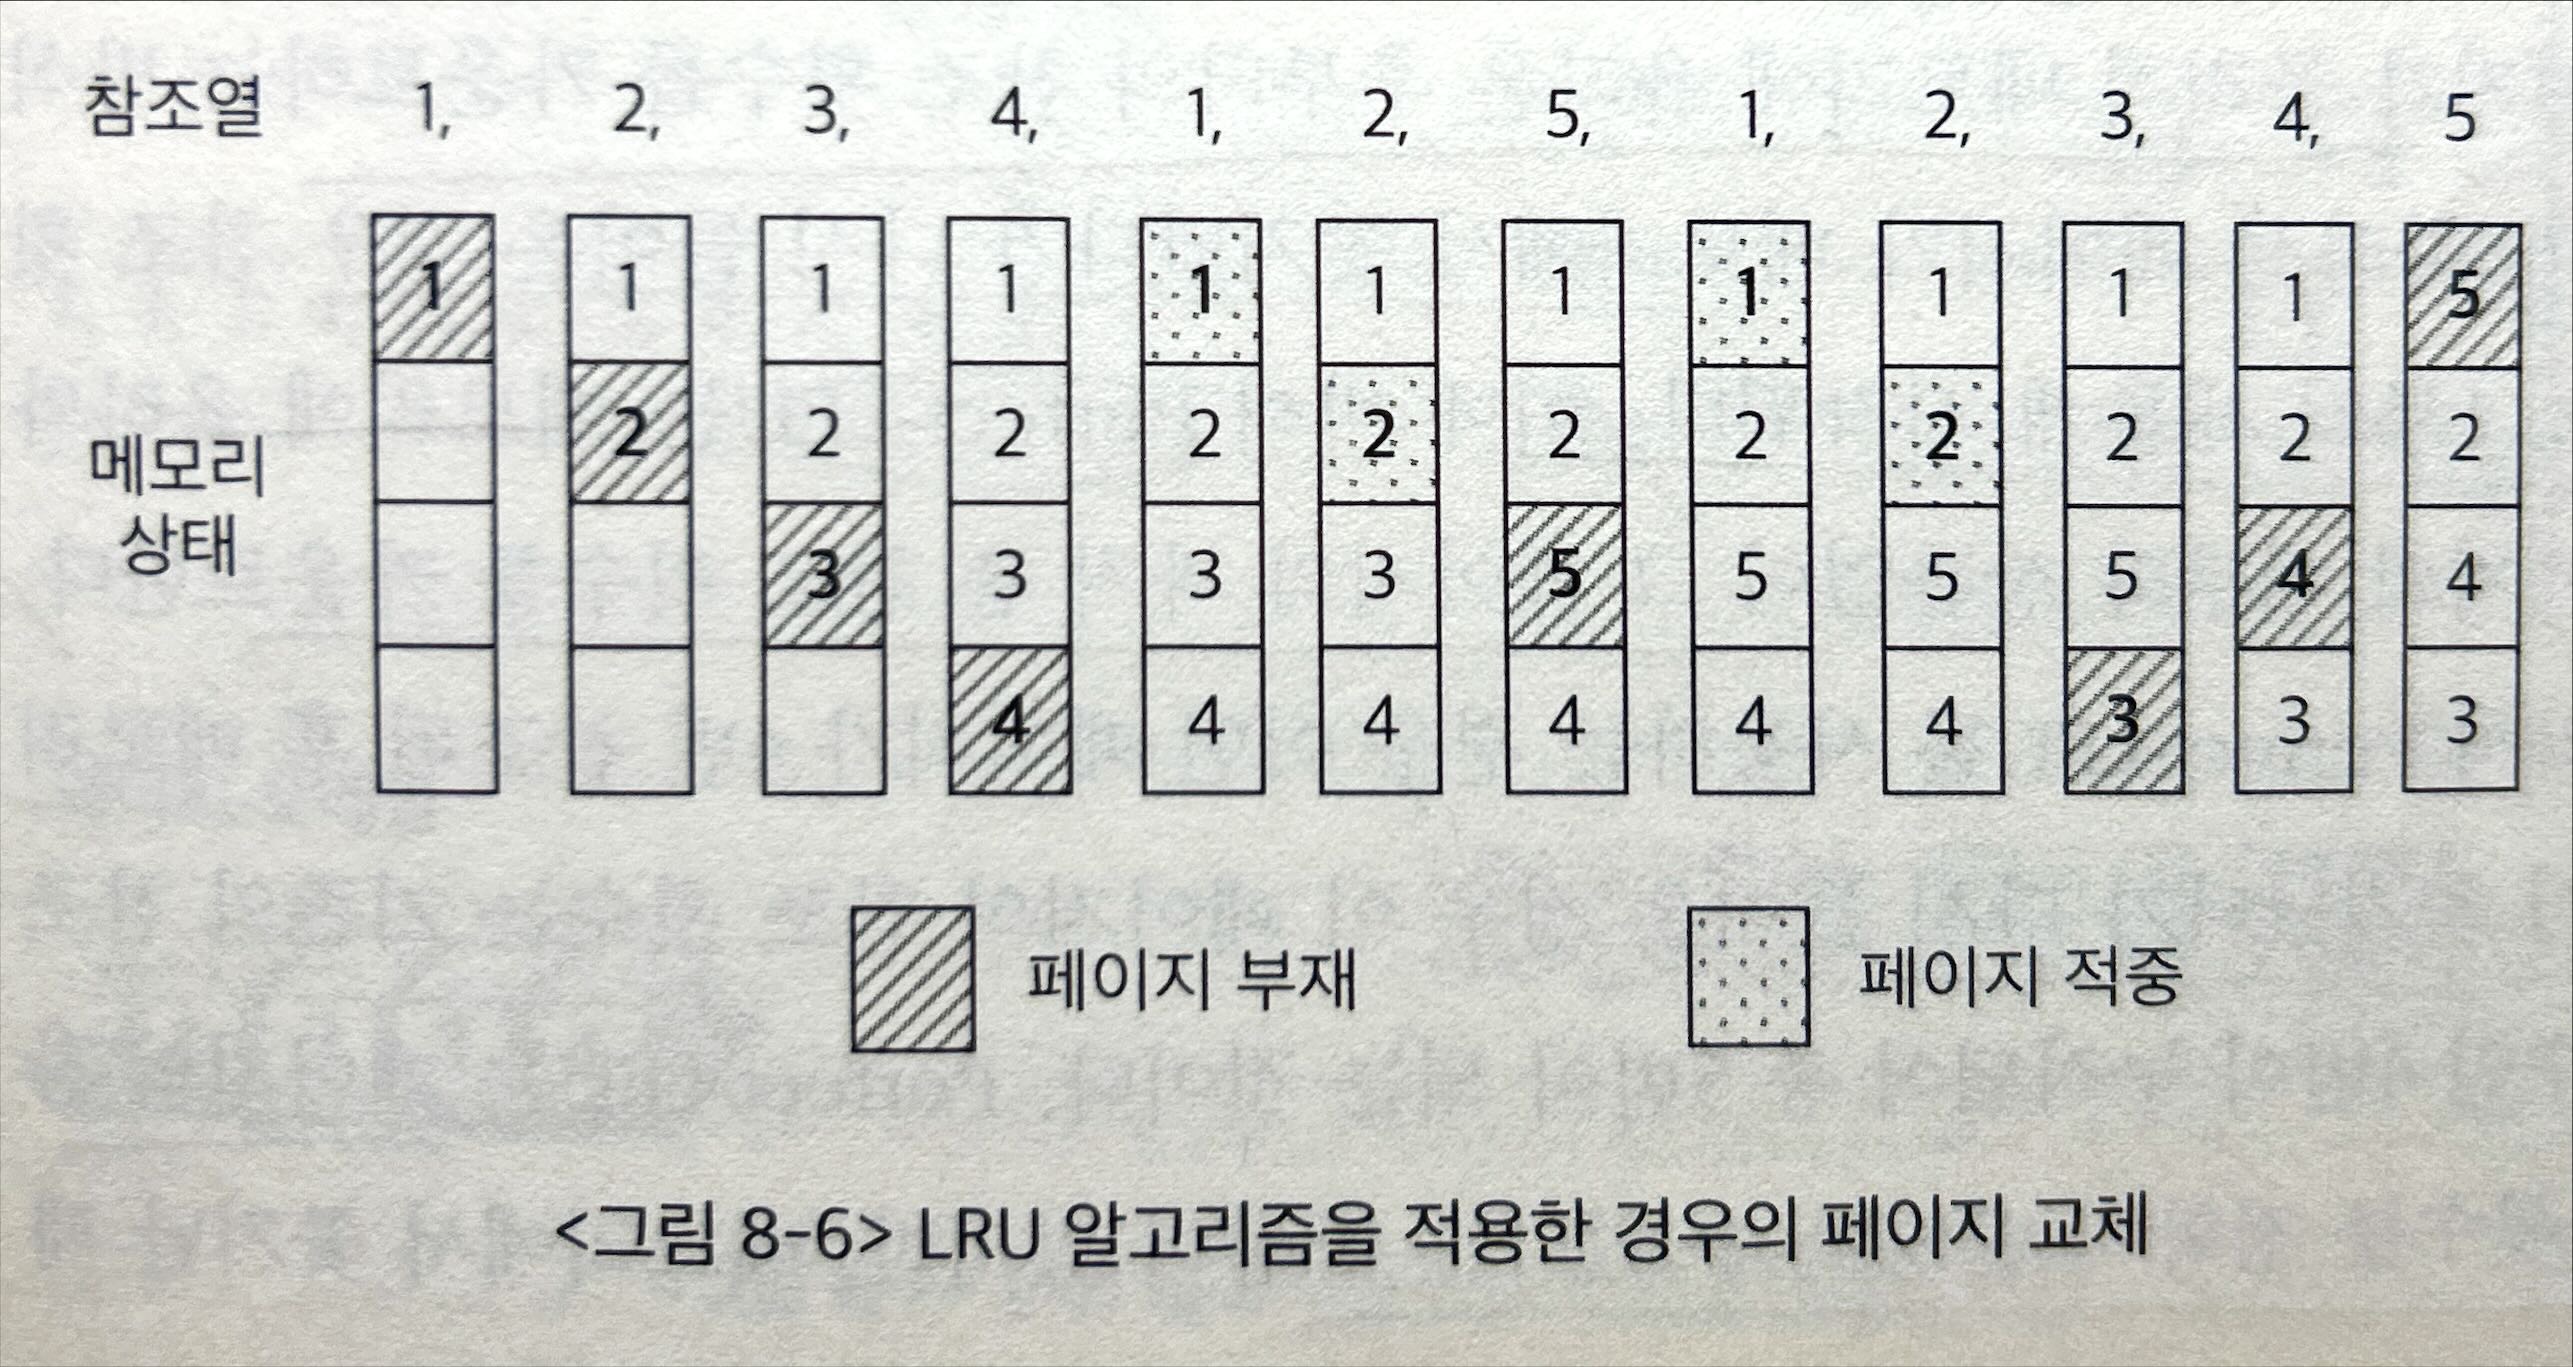 참조열 1, 2, 3, 4, 1, 2, 5, 1, 2, 3, 4, 5
1 1 1 1 1 1 1 1 1 1 1 5
메모리 2 2 2 2 2 2 2 2 2 2 2
상태 3 3 3 3 5 5 5 5 4 4
4 4 4 4 4 4 3 3 3
페이지 부재 페이지 적중
<그림 8-6> LRU 알고리즘을 적용한 경우의 페이지 교체